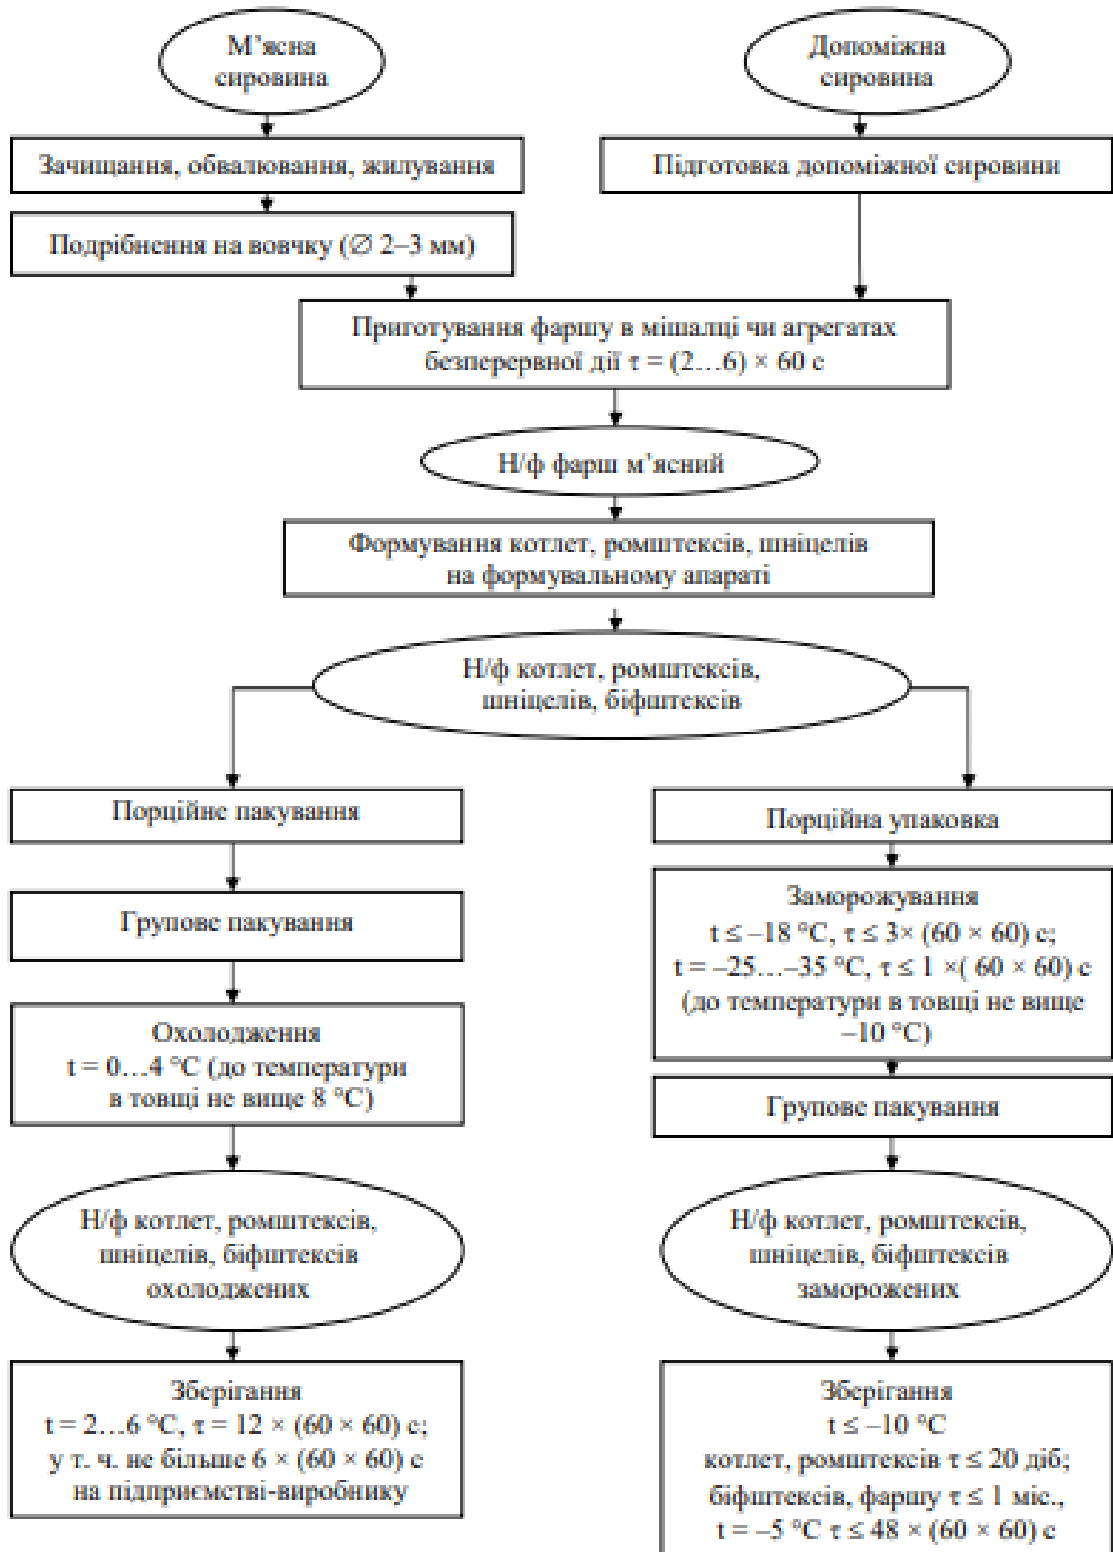 М’ясна
сировина
Допоміжна
сировина
Зачищання, обвалювання, жилування
Підготовка допоміжної сировини
Подрібнення на вовчку (∅ 2–3 мм)
Приготування фаршу в мішалці чи агрегатах
безперервної дії τ = (2…6) × 60 с
Н/ф фарш м’ясний
Формування котлет, ромштексів, шніцелів
на формувальному апараті
Н/ф котлет, ромштексів,
шніцелів, біфштексів
Порційне пакування
Групове пакування
Охолодження
t = 0…4 °С (до температури
в товщі не вище 8 °С)
Н/ф котлет, ромштексів,
шніцелів, біфштексів
охолоджених
Зберігання
t = 2…6 °С, τ = 12 × (60 × 60) с;
у т. ч. не більше 6 × (60 × 60) с
на підприємстві-виробнику
Порційна упаковка
Заморожування
t ≤ –18 °С, τ ≤ 3× (60 × 60) с;
t = –25…–35 °С, τ ≤ 1 ×( 60 × 60) с
(до температури в товщі не вище
–10 °С)
Групове пакування
Н/ф котлет, ромштексів,
шніцелів, біфштексів
заморожених
Зберігання
t ≤ –10 °С
котлет, ромштексів τ ≤ 20 діб;
біфштексів, фаршу τ ≤ 1 міс.,
t = –5 °С τ ≤ 48 × (60 × 60) с